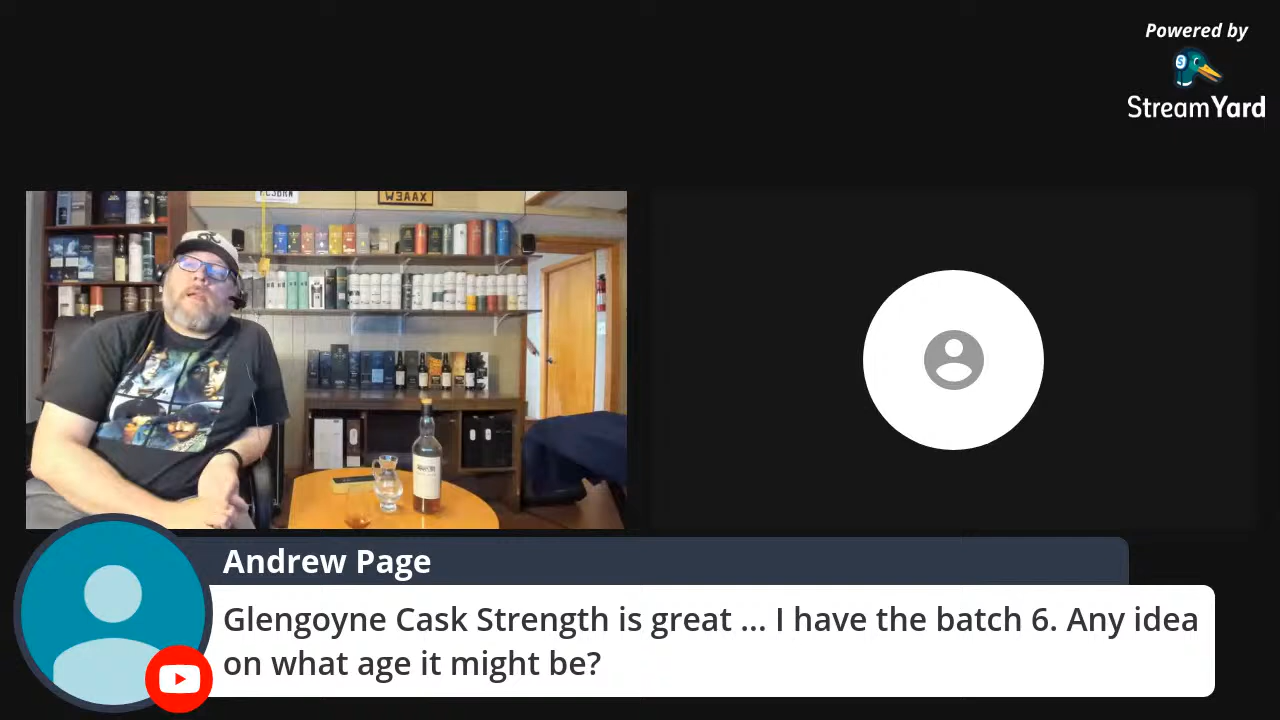 Powered by
StreamYard
Andrew Page
Glengoyne Cask Strength is great ... I have the batch 6. Any idea
on what age it might be?